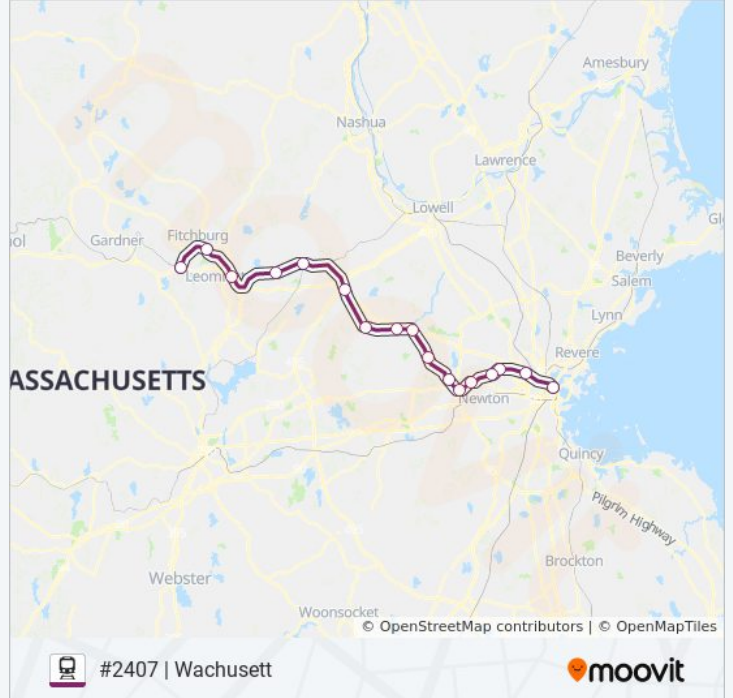 Amesbury
Nashua
Lawrence
Lowell
Gl
Fitchburg
ol
Gardner
Beverly
Leom
Salem
Lynn
Revere
ASSACHUSETTS
Newton
Quincy
Pilgrim Highway
Brockton
Webster
Woonsocket
© OpenStreetMap contributors | © OpenMapTiles
#2407 | Wachusett
moovit